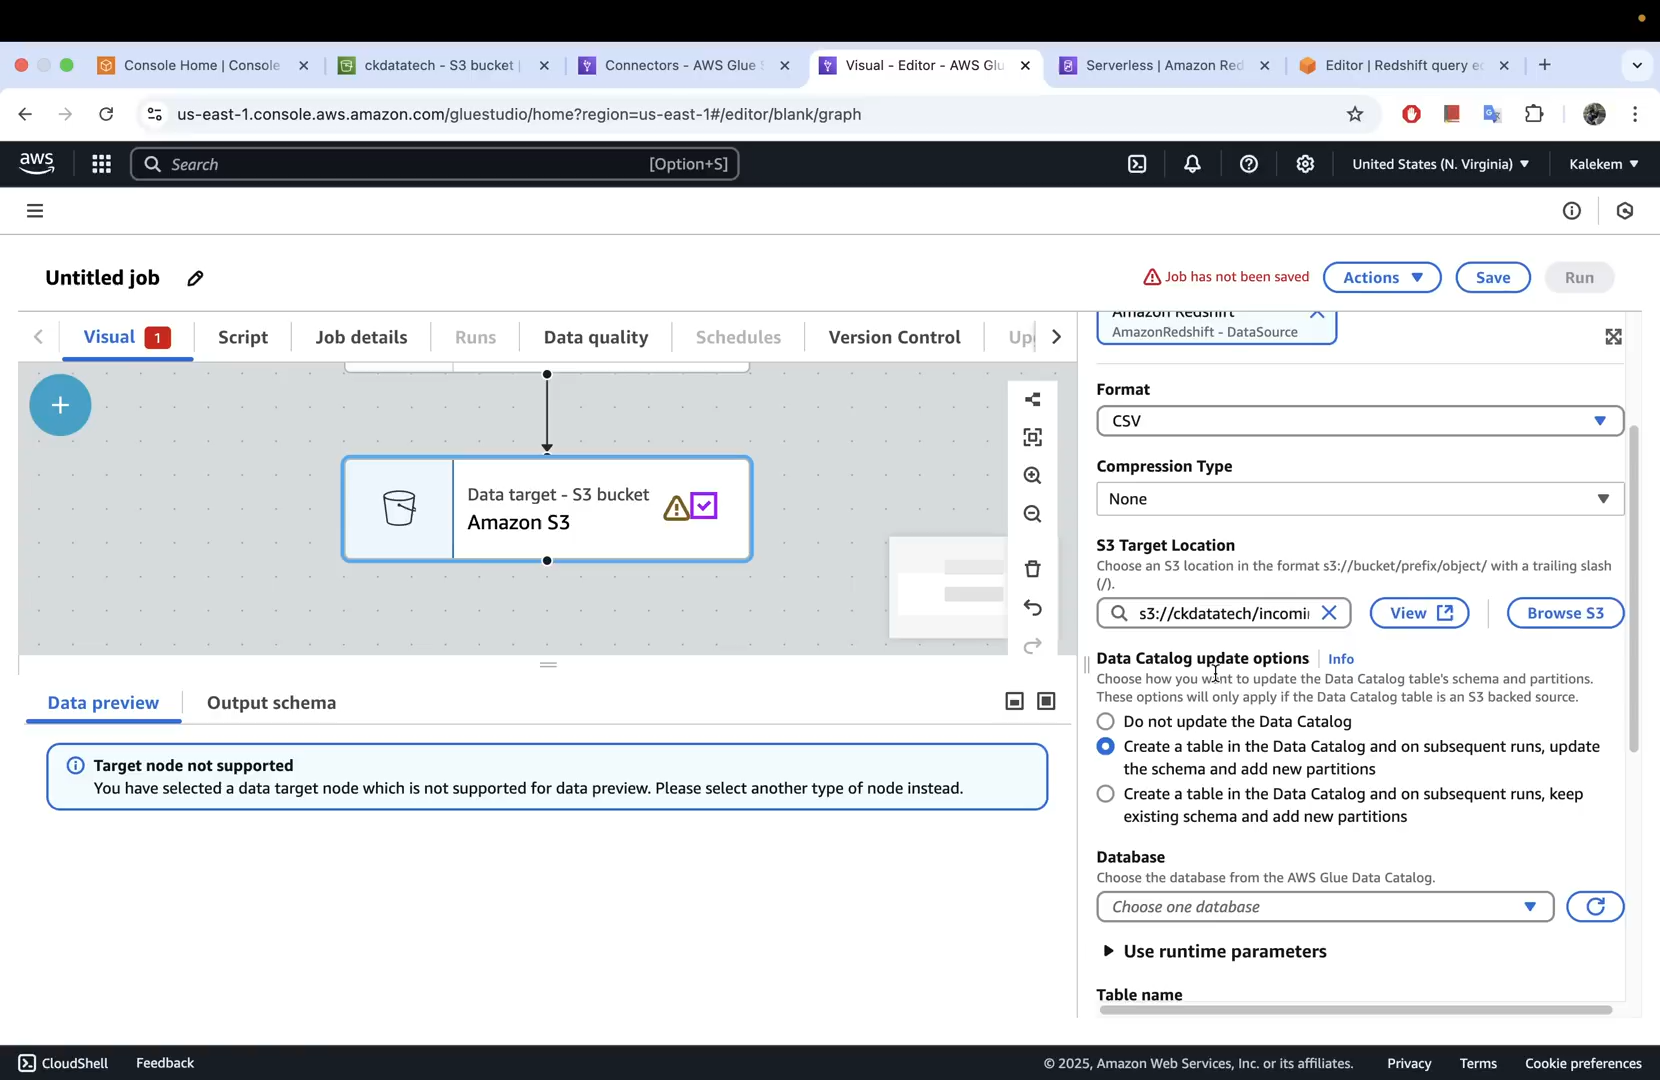 Console Home | Console
ckdatatech - S3 bucket |
Connectors - AWS Glue S
Visual - Editor - AWS Glu
Serverless | Amazon Red
Editor | Redshift query e
us-east-1.console.aws.amazon.com/gluestudio/home?region=us-east-1#/editor/blank/graph
aws
Search
[Option+S]
United States (N. Virginia)
Kalekem
Untitled job
Job has not been saved
Actions
Save
Run
Visual 1
Script
Job details
Runs
Data quality
Schedules
Version Control
Up
Amazon Redshift
AmazonRedshift - DataSource
Format
CSV
Compression Type
None
S3 Target Location
Choose an S3 location in the format s3://bucket/prefix/object/ with a trailing slash
(/).
s3://ckdatatech/incomi
View
Browse S3
Data Catalog update options
Info
Choose how you want to update the Data Catalog table's schema and partitions.
These options will only apply if the Data Catalog table is an S3 backed source.
Do not update the Data Catalog
Create a table in the Data Catalog and on subsequent runs, update
the schema and add new partitions
Create a table in the Data Catalog and on subsequent runs, keep
existing schema and add new partitions
Database
Choose the database from the AWS Glue Data Catalog.
Choose one database
Use runtime parameters
Table name
Data target - S3 bucket
Amazon S3
Data preview
Output schema
Target node not supported
You have selected a data target node which is not supported for data preview. Please select another type of node instead.
CloudShell
Feedback
© 2025, Amazon Web Services, Inc. or its affiliates.
Privacy
Terms
Cookie preferences